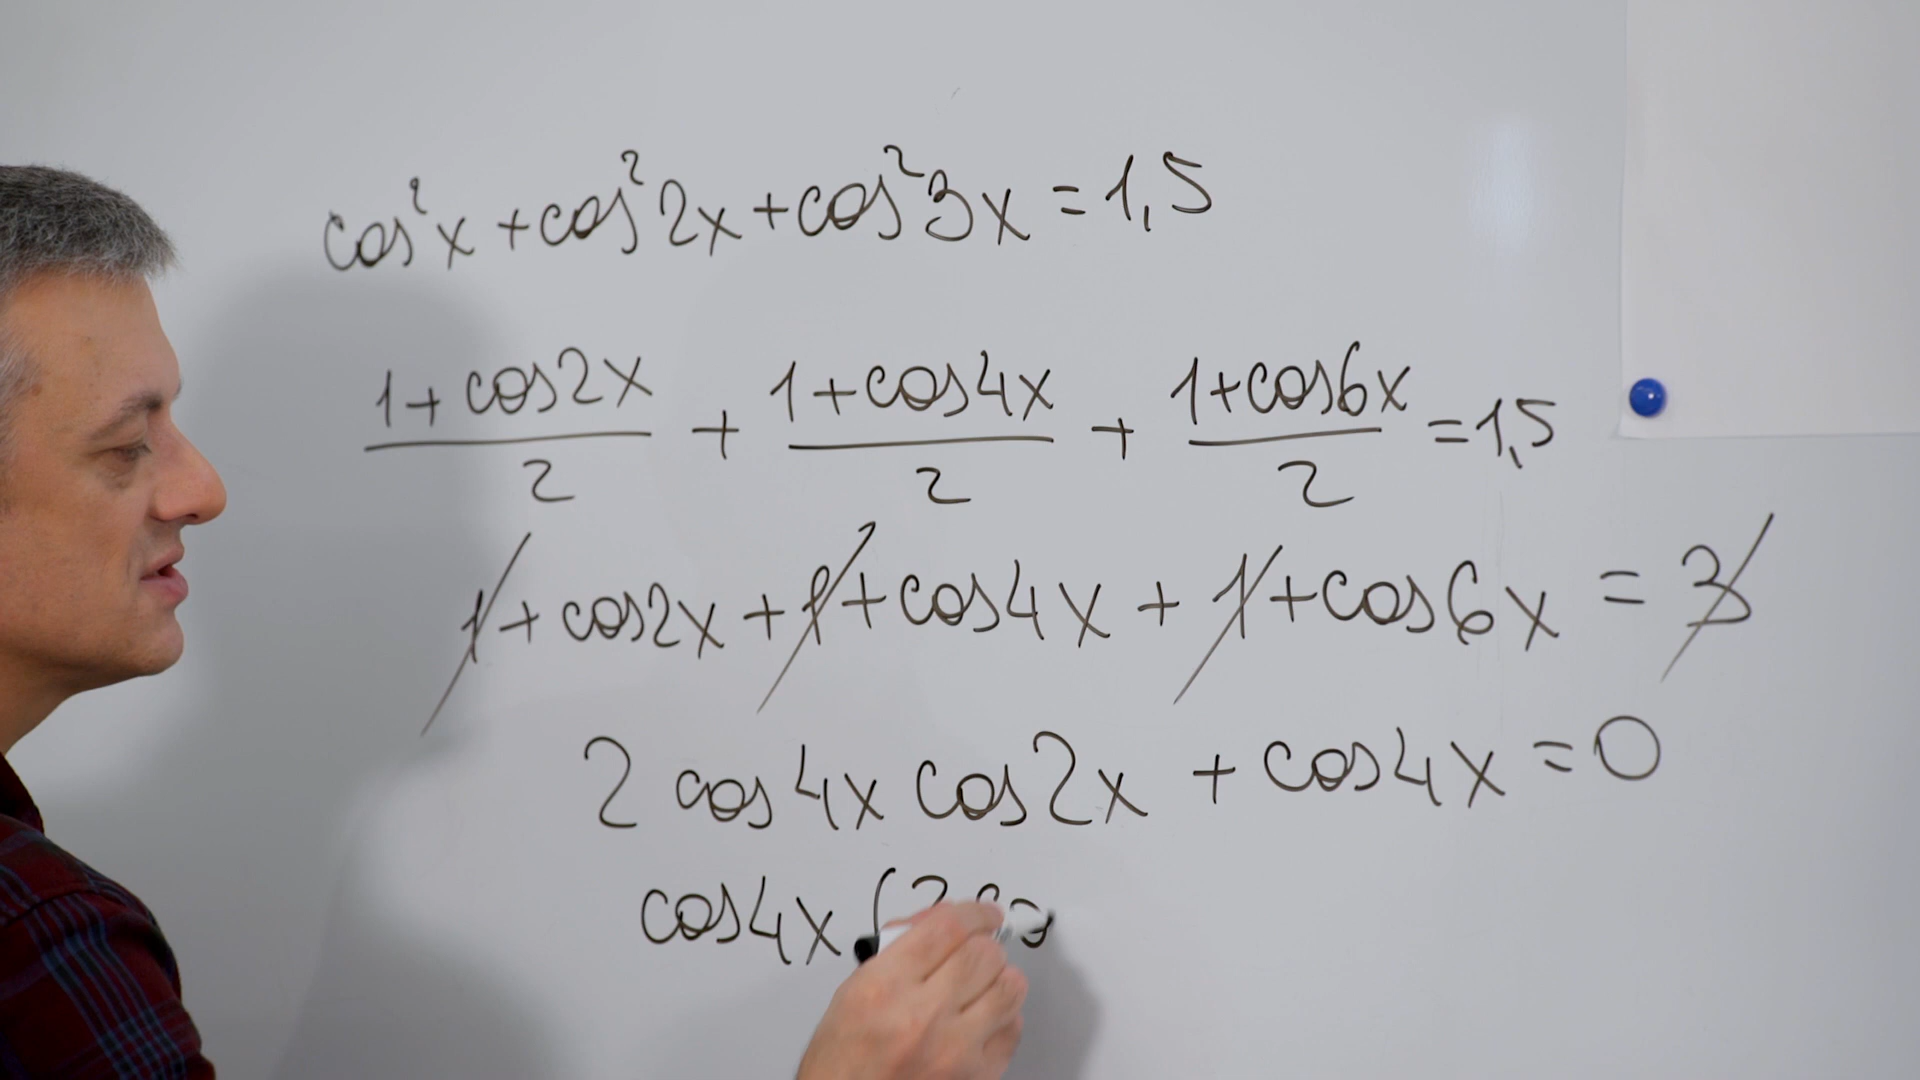 cos²x + cos²2x + cos²3x = 1,5
1 + cos2x / 2 + 1 + cos4x / 2 + 1 + cos6x / 2 = 1,5
1 + cos2x + 1 + cos4x + 1 + cos6x = 3
2 cos4x cos2x + cos4x = 0
cos4x (2 co